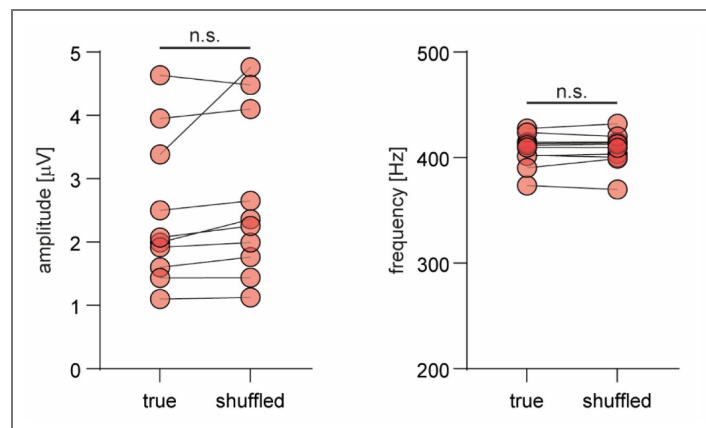 n.s.
5
4
3
2
1
0
amplitude [μV]
true shuffled
n.s.
500
400
300
200
frequency [Hz]
true shuffled